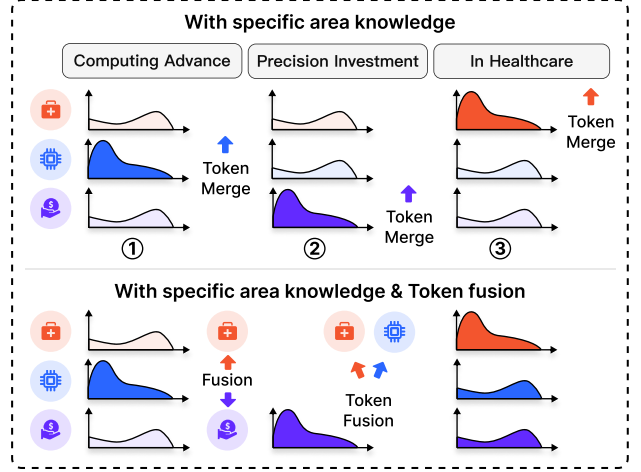 With specific area knowledge
Computing Advance
Precision Investment
In Healthcare
Token
Merge
Token
Merge
Token
Merge
①
②
③
With specific area knowledge & Token fusion
Fusion
Token
Fusion